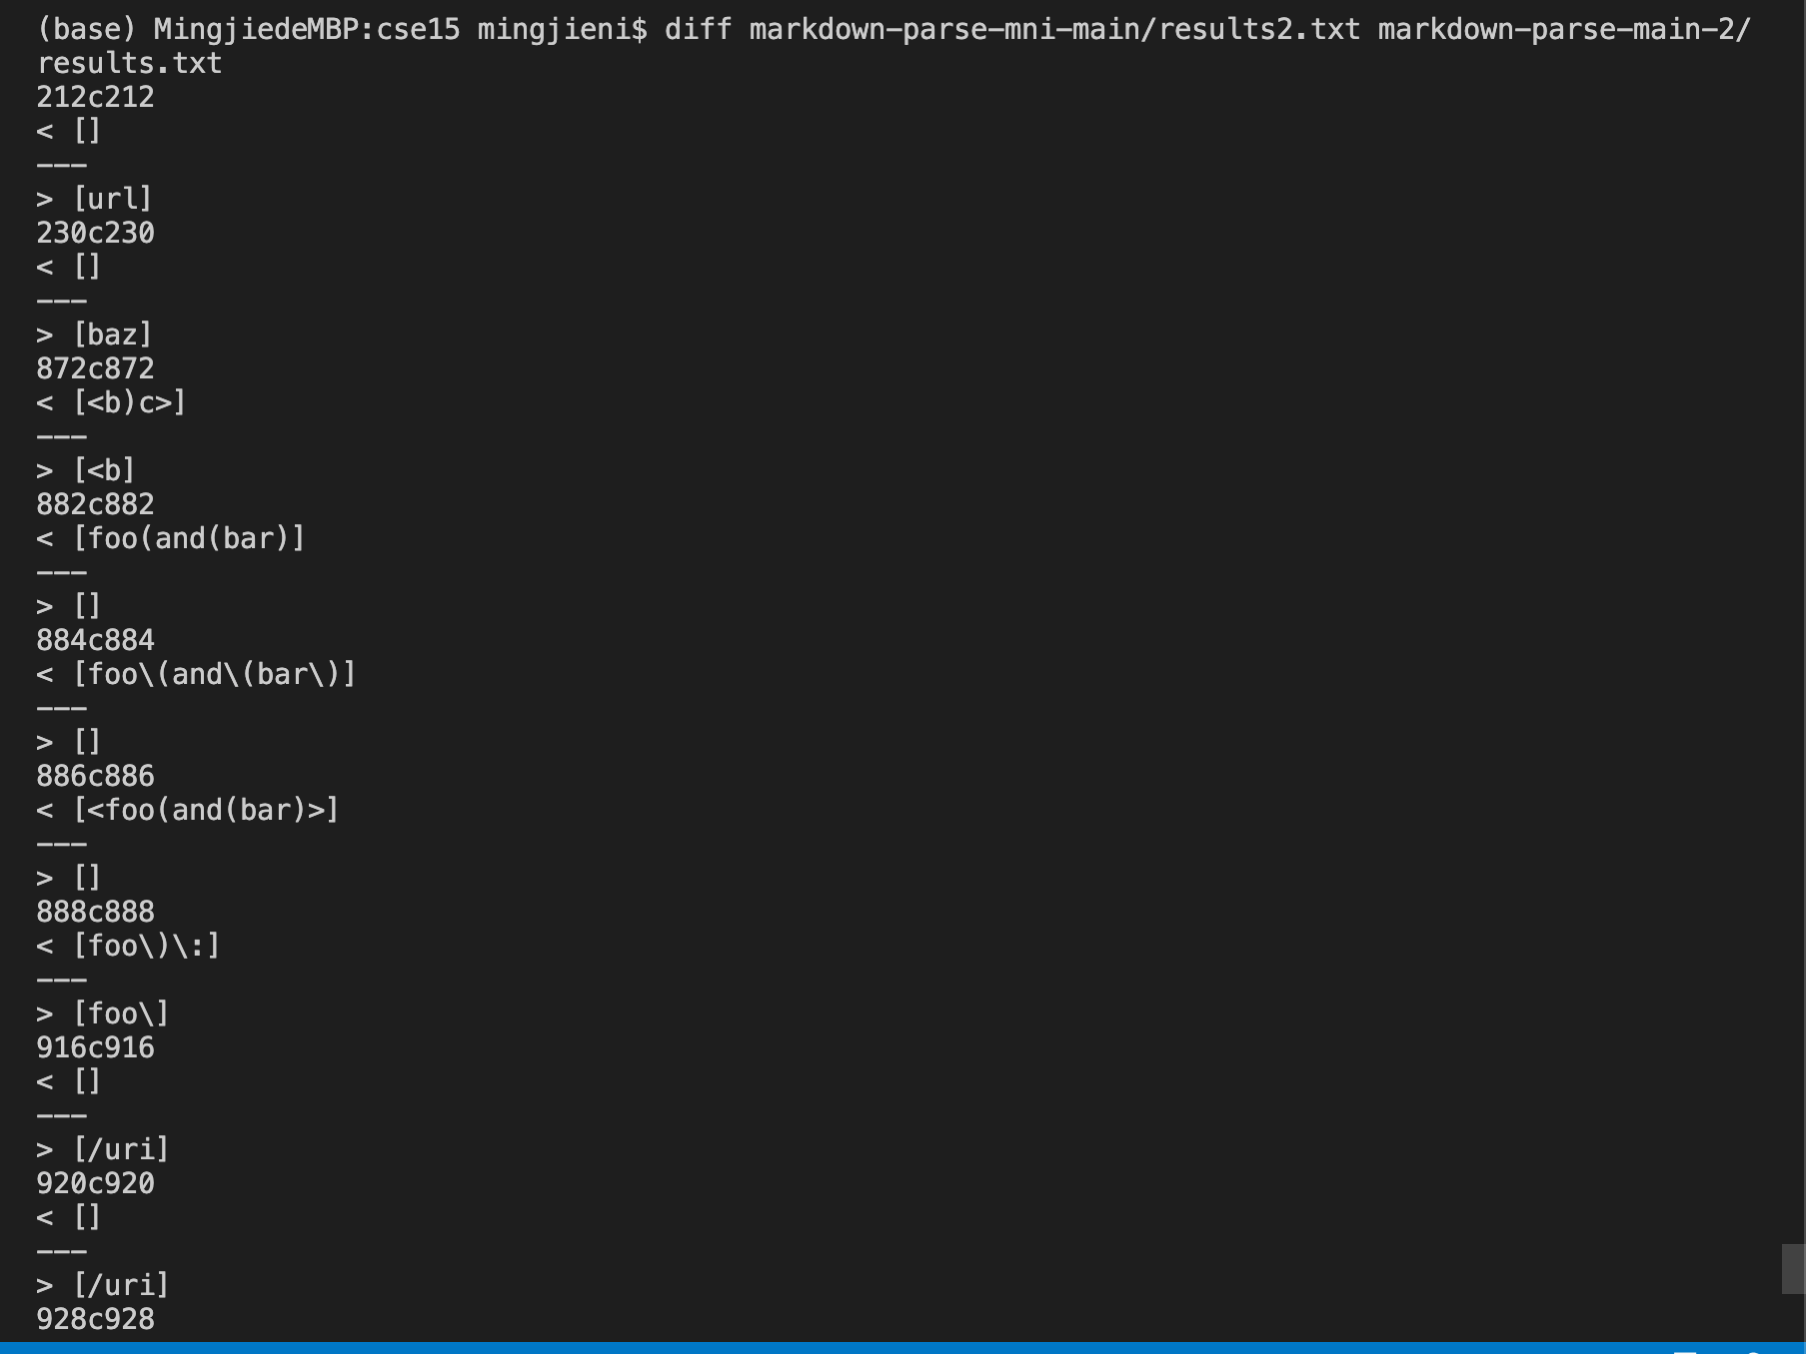 (base) MingjiedeMBP:cse15 mingjieni$ diff markdown-parse-mni-main/results2.txt markdown-parse-main-2/
results.txt
212c212
< []
---
> [url]
230c230
< []
---
> [baz]
872c872
< [<b)c>]
---
> [<b]
882c882
< [foo(and(bar)]
---
> []
884c884
< [foo\(and\(bar\)]
---
> []
886c886
< [<foo(and(bar)>]
---
> []
888c888
< [foo\)\:]
---
> [foo\]
916c916
< []
---
> [/uri]
920c920
< []
---
> [/uri]
928c928